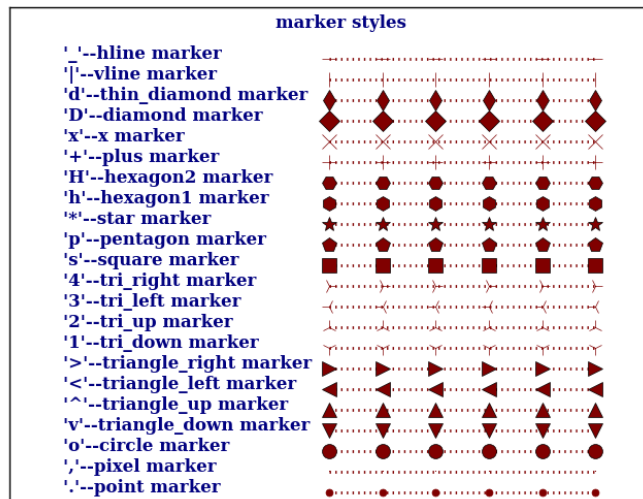 marker styles
'_'--hline marker
'|'--vline marker
'd'--thin_diamond marker
'D'--diamond marker
'x'--x marker
'+'--plus marker
'H'--hexagon2 marker
'h'--hexagon1 marker
'*'--star marker
'p'--pentagon marker
's'--square marker
'4'--tri_right marker
'3'--tri_left marker
'2'--tri_up marker
'1'--tri_down marker
'>'--triangle_right marker
'<'--triangle_left marker
'^'--triangle_up marker
'v'--triangle_down marker
'o'--circle marker
','--pixel marker
'.'--point marker